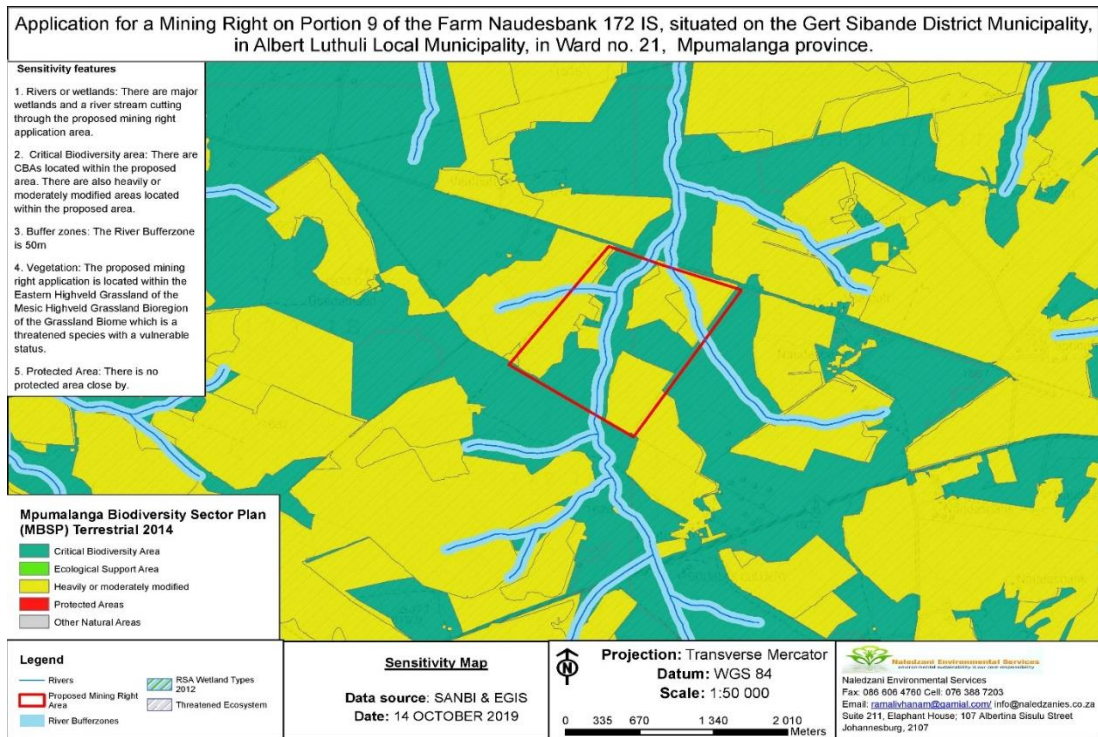 Application for a Mining Right on Portion 9 of the Farm Naudesbank 172 IS, situated on the Gert Sibande District Municipality,
in Albert Luthuli Local Municipality, in Ward no. 21, Mpumalanga province.
Sensitivity features
1. Rivers or wetlands: There are major
wetlands and a river stream cutting
through the proposed mining right
application area.
2. Critical Biodiversity area: There are
CBAs located within the proposed
area. There are also heavily or
moderately modified areas located
within the proposed area.
3. Buffer zones: The River Bufferzone
is 50m
4. Vegetation: The proposed mining
right application is located within the
Eastern Highveld Grassland of the
Mesic Highveld Grassland Bioregion
of the Grassland Biome which is a
threatened species with a vulnerable
status.
5. Protected Area: There is no
protected area close by.
Mpumalanga Biodiversity Sector Plan
(MBSP) Terrestrial 2014
Critical Biodiversity Area
Ecological Support Area
Heavily or moderately modified
Protected Areas
Other Natural Areas
Legend
Rivers
Proposed Mining Right
Area
River Bufferzones
RSA Wetland Types
2012
Threatened Ecosystem
Sensitivity Map
Data source: SANBI & EGIS
Date: 14 OCTOBER 2019
N
Projection: Transverse Mercator
Datum: WGS 84
Scale: 1:50 000
0 335 670 1 340 2 010
Meters
Naledzani Environmental Services
environmental sustainability is our joint responsibility
Naledzani Environmental Services
Fax: 086 606 4760 Cell: 076 388 7203
Email: ramalivhanam@gamial.com/ info@naledzanies.co.za
Suite 211, Elaphant House; 107 Albertina Sisulu Street
Johannesburg, 2107